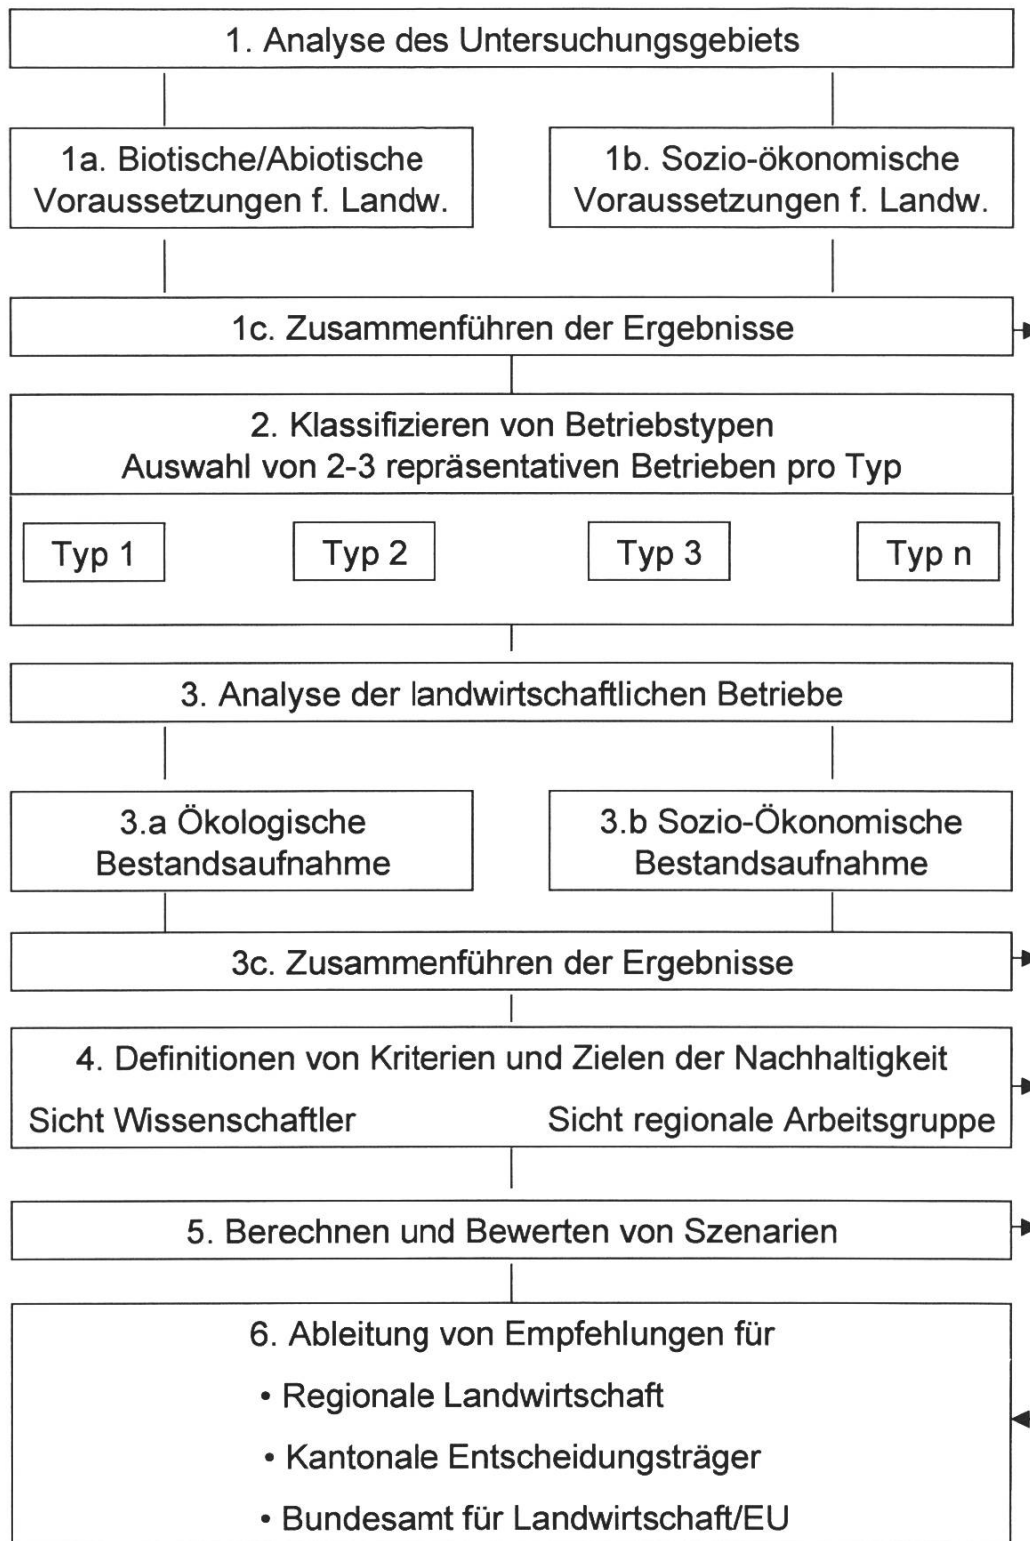 1. Analyse des Untersuchungsgebiets
1a. Biotische/Abiotische
Voraussetzungen f. Landw.
1b. Sozio-ökonomische
Voraussetzungen f. Landw.
1c. Zusammenführen der Ergebnisse
2. Klassifizieren von Betriebstypen
Auswahl von 2-3 repräsentativen Betrieben pro Typ
Typ 1
Typ 2
Typ 3
Typ n
3. Analyse der landwirtschaftlichen Betriebe
3.a Ökologische
Bestandsaufnahme
3.b Sozio-Ökonomische
Bestandsaufnahme
3c. Zusammenführen der Ergebnisse
4. Definitionen von Kriterien und Zielen der Nachhaltigkeit
Sicht Wissenschaftler
Sicht regionale Arbeitsgruppe
5. Berechnen und Bewerten von Szenarien
6. Ableitung von Empfehlungen für
• Regionale Landwirtschaft
• Kantonale Entscheidungsträger
• Bundesamt für Landwirtschaft/EU